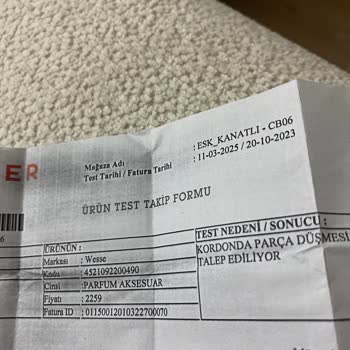 ER
Mağaza Adı : ESK_KANATLI - CB06
Test Tarihi / Fatura Tarihi : 11-03-2025 / 20-10-2023
ÜRÜN TEST TAKİP FORMU
6
ÜRÜNÜN :
Markası : Wesse
Kodu : 4521092200490
Cinsi :PARFUM AKSESUAR
Fiyatı : 2259
Fatura ID : 01150012010322700070
TEST NEDENİ / SONUCU :
KORDONDA PARÇA DÜŞMESİ
TALEP EDİLİYOR